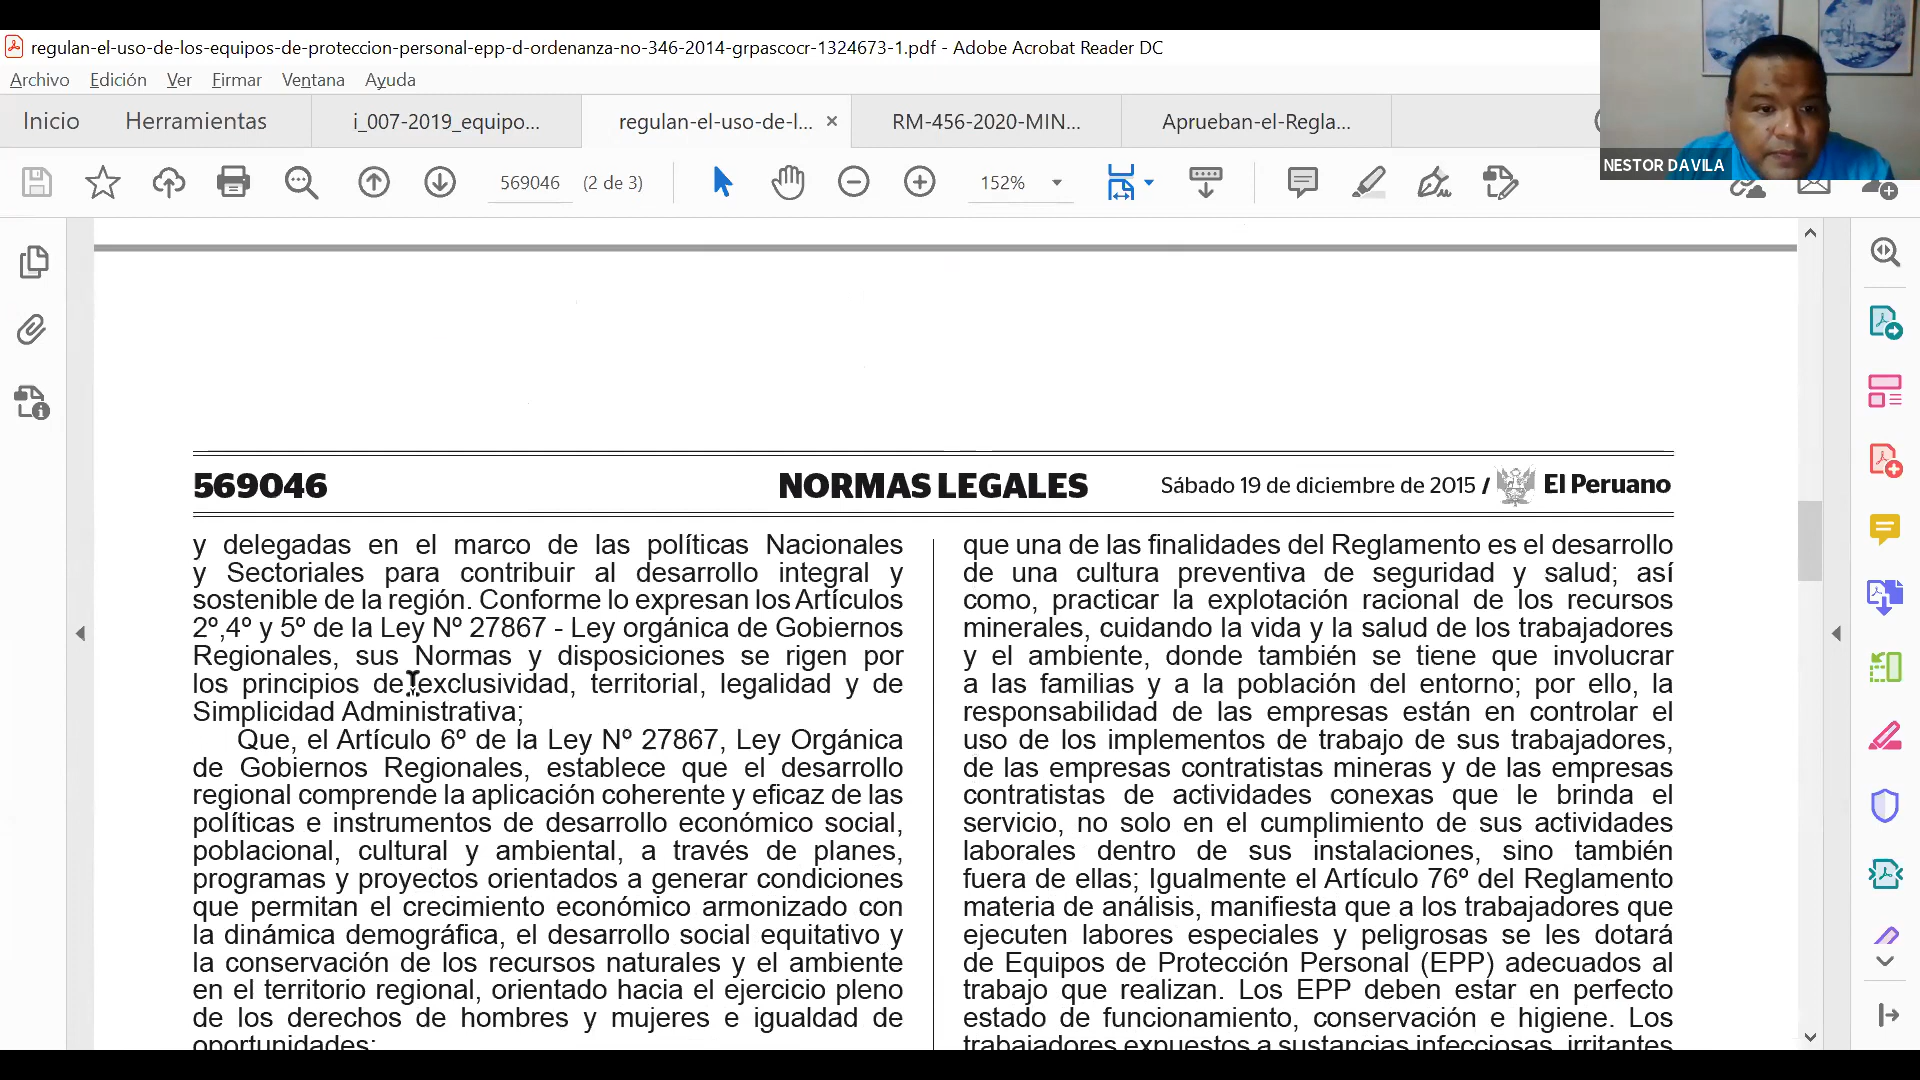 regulan-el-uso-de-los-equipos-de-proteccion-personal-epp-d-ordenanza-no-346-2014-grpascocr-1324673-1.pdf - Adobe Acrobat Reader DC
Archivo Edición Ver Firmar Ventana Ayuda
Inicio Herramientas i_007-2019_equipo... regulan-el-uso-de-l... × RM-456-2020-MIN... Aprueban-el-Regla...
NESTOR DAVILA
569046 (2 de 3) 152%
569046 NORMAS LEGALES Sábado 19 de diciembre de 2015 / El Peruano
y delegadas en el marco de las políticas Nacionales
y Sectoriales para contribuir al desarrollo integral y
sostenible de la región. Conforme lo expresan los Artículos
2º,4º y 5º de la Ley Nº 27867 - Ley orgánica de Gobiernos
Regionales, sus Normas y disposiciones se rigen por
los principios de exclusividad, territorial, legalidad y de
Simplicidad Administrativa;
Que, el Artículo 6º de la Ley Nº 27867, Ley Orgánica
de Gobiernos Regionales, establece que el desarrollo
regional comprende la aplicación coherente y eficaz de las
políticas e instrumentos de desarrollo económico social,
poblacional, cultural y ambiental, a través de planes,
programas y proyectos orientados a generar condiciones
que permitan el crecimiento económico armonizado con
la dinámica demográfica, el desarrollo social equitativo y
la conservación de los recursos naturales y el ambiente
en el territorio regional, orientado hacia el ejercicio pleno
de los derechos de hombres y mujeres e igualdad de
oportunidades;
que una de las finalidades del Reglamento es el desarrollo
de una cultura preventiva de seguridad y salud; así
como, practicar la explotación racional de los recursos
minerales, cuidando la vida y la salud de los trabajadores
y el ambiente, donde también se tiene que involucrar
a las familias y a la población del entorno; por ello, la
responsabilidad de las empresas están en controlar el
uso de los implementos de trabajo de sus trabajadores,
de las empresas contratistas mineras y de las empresas
contratistas de actividades conexas que le brinda el
servicio, no solo en el cumplimiento de sus actividades
laborales dentro de sus instalaciones, sino también
fuera de ellas; Igualmente el Artículo 76º del Reglamento
materia de análisis, manifiesta que a los trabajadores que
ejecuten labores especiales y peligrosas se les dotará
de Equipos de Protección Personal (EPP) adecuados al
trabajo que realizan. Los EPP deben estar en perfecto
estado de funcionamiento, conservación e higiene. Los
trabajadores expuestos a sustancias infecciosas, irritantes